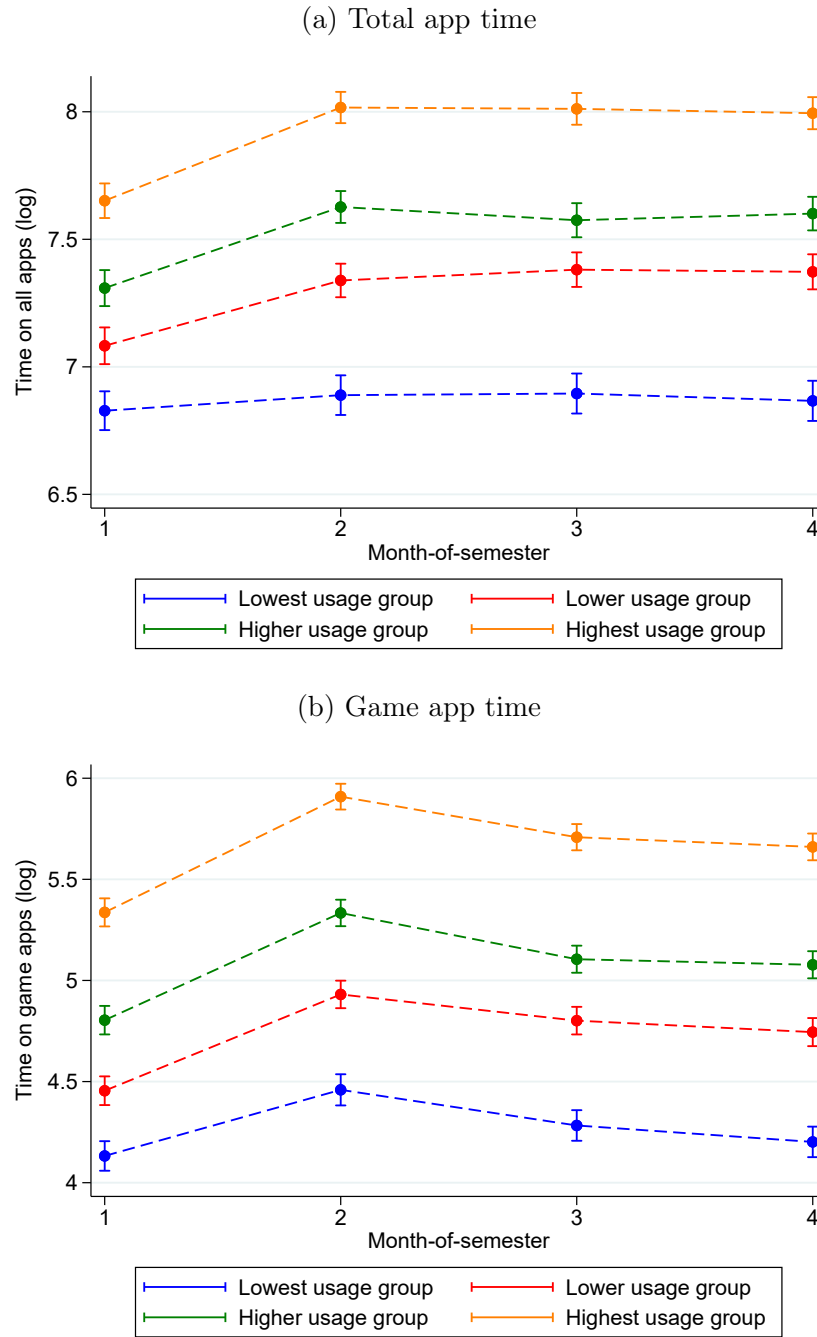 (a) Total app time
Time on all apps (log)
8
7.5
7
6.5
1 2 3 4
Month-of-semester
Lowest usage group Lower usage group
Higher usage group Highest usage group
(b) Game app time
Time on game apps (log)
6
5.5
5
4.5
4
1 2 3 4
Month-of-semester
Lowest usage group Lower usage group
Higher usage group Highest usage group